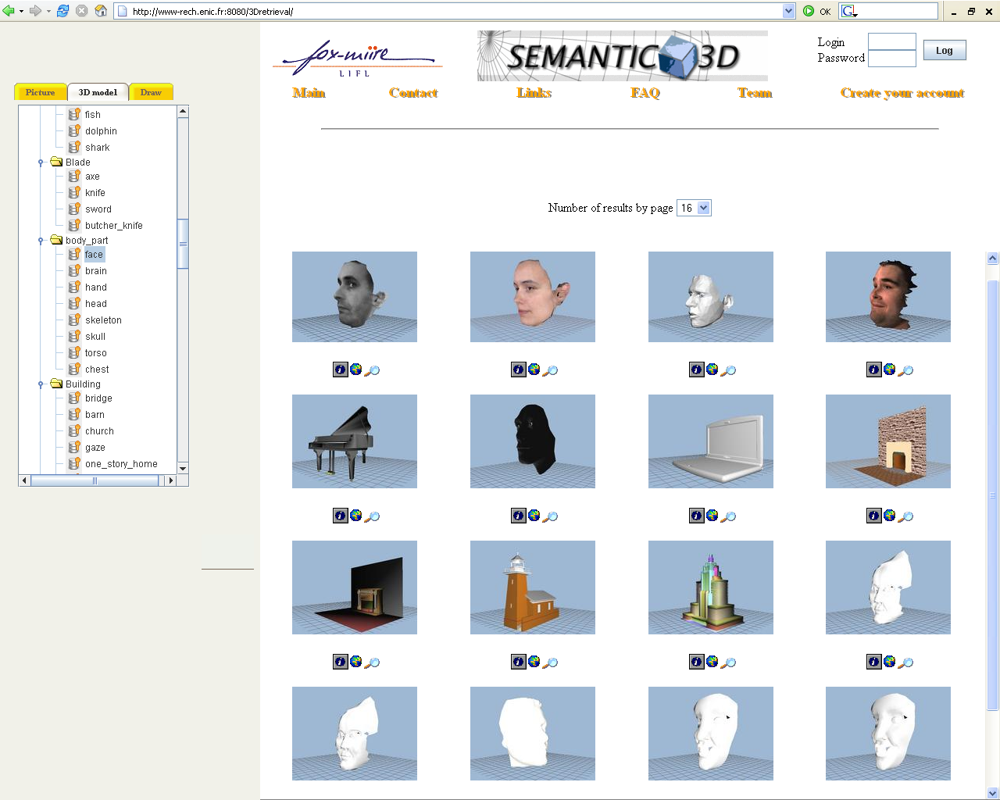 http://www-rech.enic.fr:8080/3Dretrieval/
OK
G
fox-miire
LIFL
SEMANTIC 3D
Login
Password
Log
Main
Contact
Links
FAQ
Team
Create your account
Picture
3D model
Draw
fish
dolphin
shark
Blade
axe
knife
sword
butcher_knife
body_part
face
brain
hand
head
skeleton
skull
torso
chest
Building
bridge
barn
church
gaze
one_story_home
Number of results by page 16